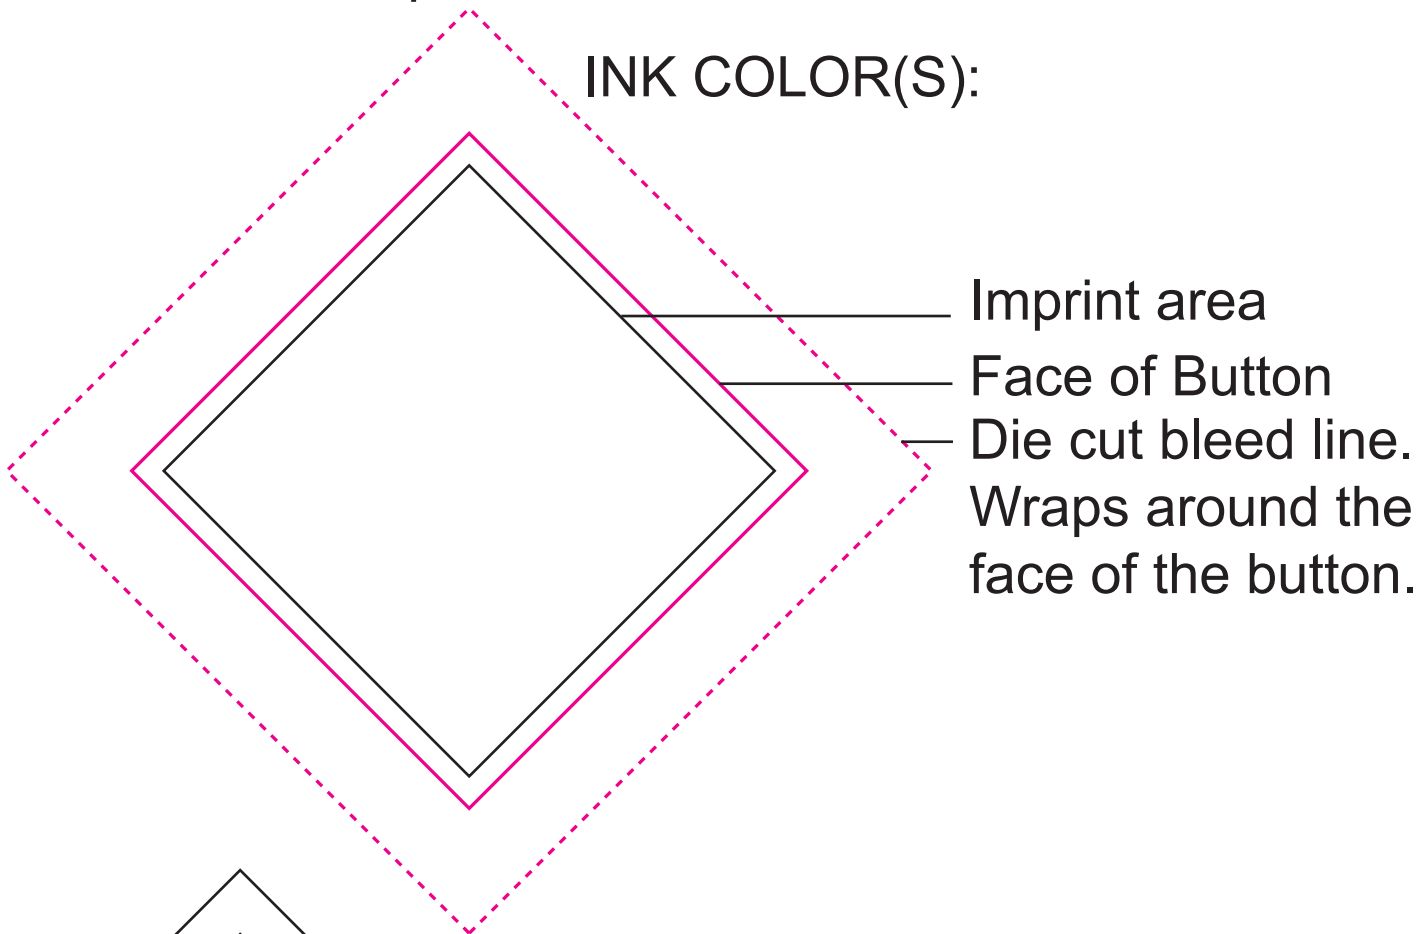 INK COLOR(S):
Imprint area
Face of Button
Die cut bleed line.
Wraps around the
face of the button.